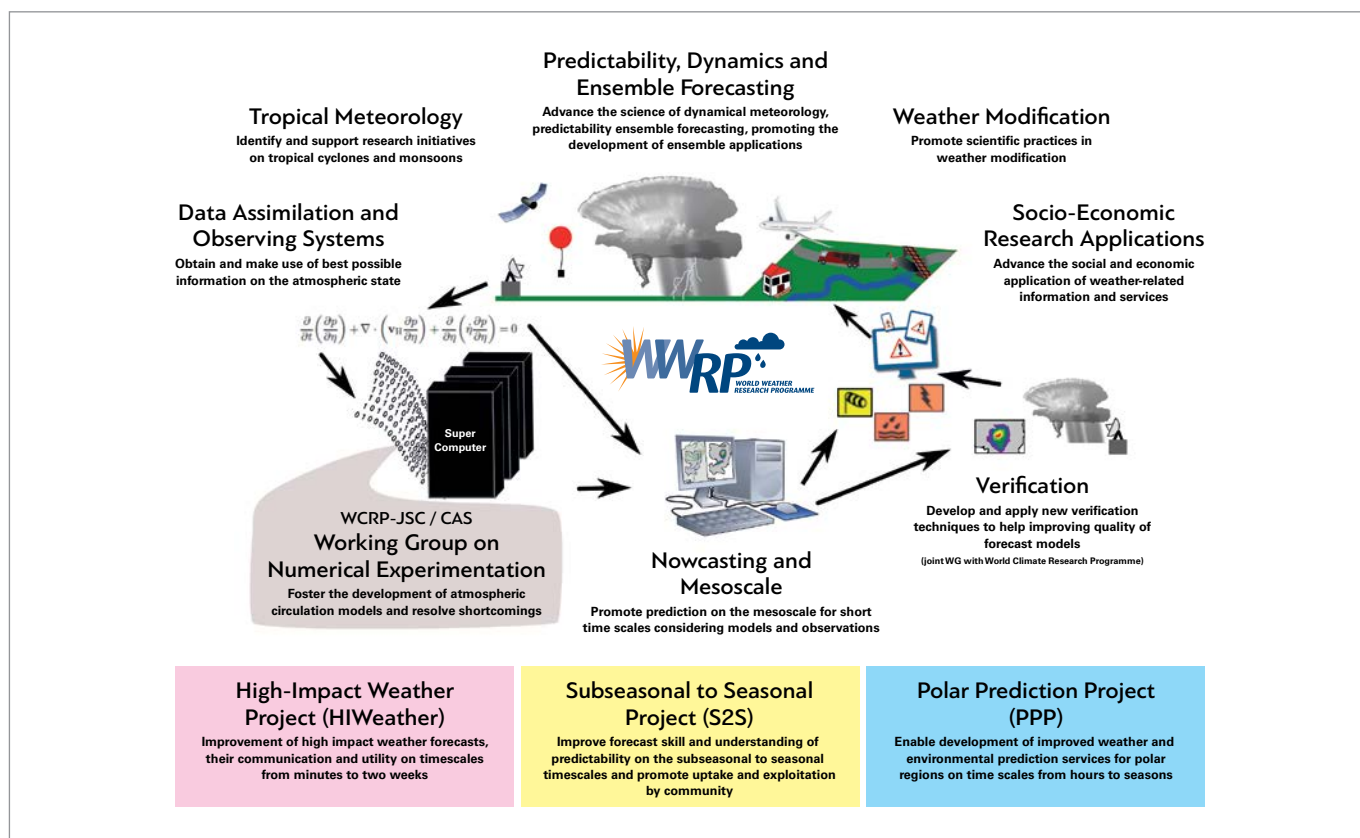 Predictability, Dynamics and
Ensemble Forecasting
Advance the science of dynamical meteorology,
predictability ensemble forecasting, promoting the
development of ensemble applications
Tropical Meteorology
Identify and support research initiatives
on tropical cyclones and monsoons
Weather Modification
Promote scientific practices in
weather modification
Data Assimilation and
Observing Systems
Obtain and make use of best possible
information on the atmospheric state
Socio-Economic
Research Applications
Advance the social and economic
application of weather-related
information and services
∂/∂t(∂p/∂η) + ∇ · (v_H ∂p/∂η) + ∂/∂η(η̇ ∂p/∂η) = 0
WWRP
WORLD WEATHER
RESEARCH PROGRAMME
Super
Computer
WCRP-JSC / CAS
Working Group on
Numerical Experimentation
Foster the development of atmospheric
circulation models and resolve shortcomings
Nowcasting and
Mesoscale
Promote prediction on the mesoscale for short
time scales considering models and observations
Verification
Develop and apply new verification
techniques to help improving quality of
forecast models
(joint WG with World Climate Research Programme)
High-Impact Weather
Project (HIWeather)
Improvement of high impact weather forecasts,
their communication and utility on timescales
from minutes to two weeks
Subseasonal to Seasonal
Project (S2S)
Improve forecast skill and understanding of
predictability on the subseasonal to seasonal
timescales and promote uptake and exploitation
by community
Polar Prediction Project
(PPP)
Enable development of improved weather and
environmental prediction services for polar
regions on time scales from hours to seasons